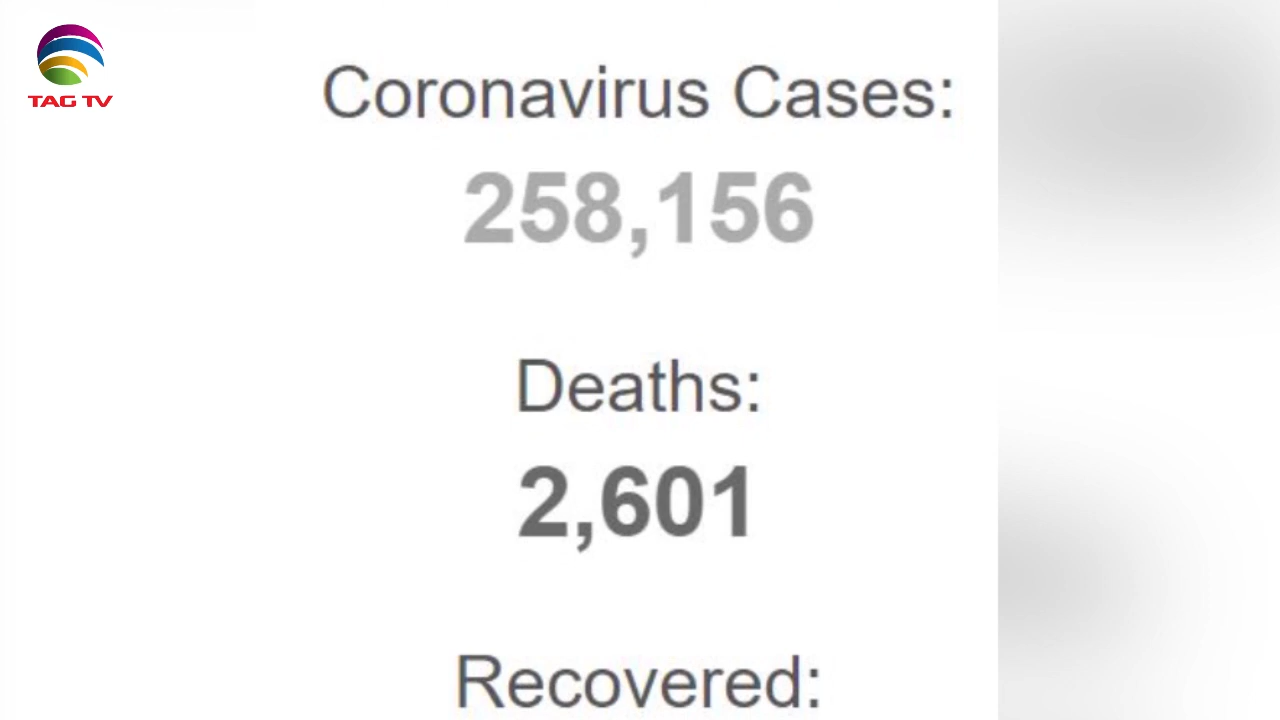 TAG TV
Coronavirus Cases:
258,156
Deaths:
2,601
Recovered: